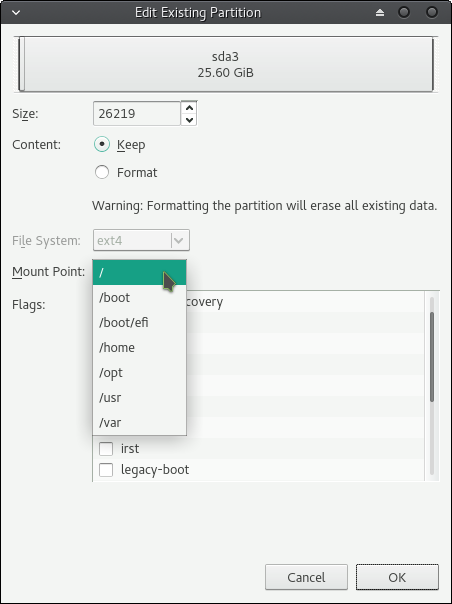 Edit Existing Partition
sda3
25.60 GiB
Size: 26219
Content: Keep
Format
Warning: Formatting the partition will erase all existing data.
File System: ext4
Mount Point: /
/boot
Flags: covery
/boot/efi
/home
/opt
/usr
/var
irst
legacy-boot
Cancel OK